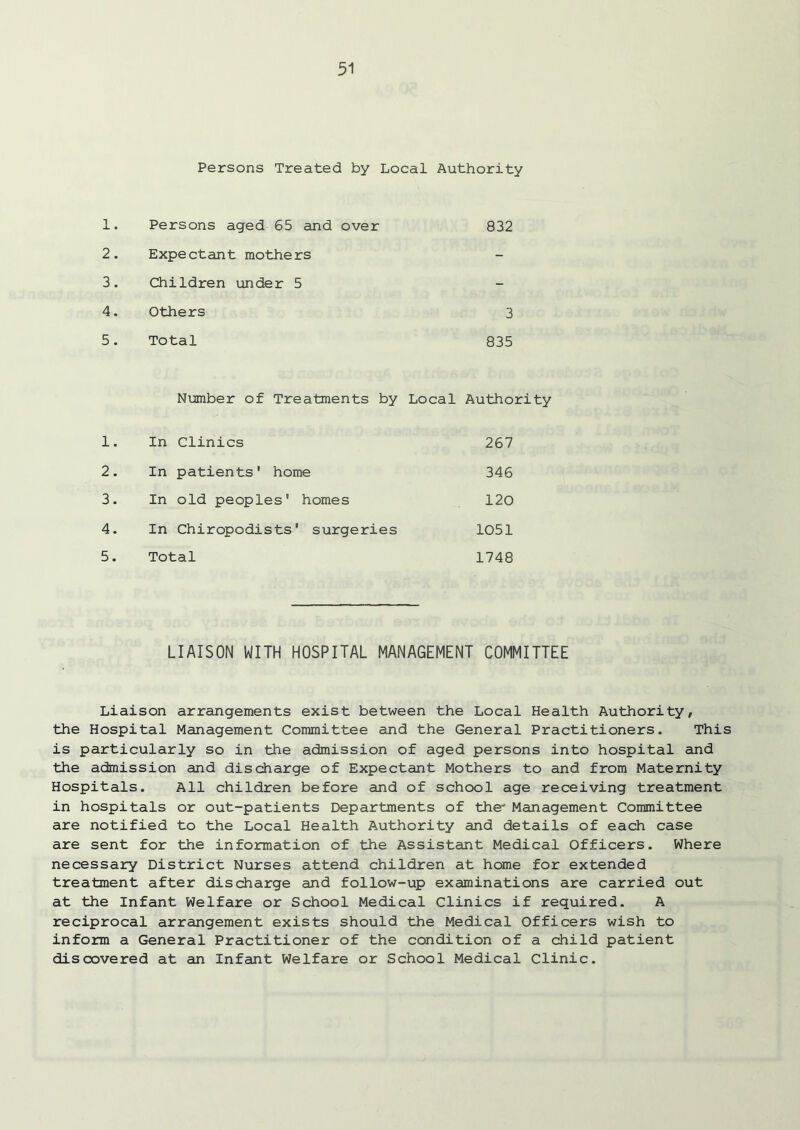 51
Persons Treated by Local Authority
1. Persons aged 65 and over 832
2. Expectant mothers -
3. Children under 5 -
4. Others 3
5. Total 835
Number of Treatments by Local Authority
1. In Clinics 267
2. In patients' home 346
3. In old peoples' homes 120
4. In Chiropodists' surgeries 1051
5. Total 1748
LIAISON WITH HOSPITAL MANAGEMENT COMMITTEE
Liaison arrangements exist between the Local Health Authority,
the Hospital Management Committee and the General Practitioners. This
is particularly so in the admission of aged persons into hospital and
the admission and discharge of Expectant Mothers to and from Maternity
Hospitals. All children before and of school age receiving treatment
in hospitals or out-patients Departments of the Management Committee
are notified to the Local Health Authority and details of each case
are sent for the information of the Assistant Medical Officers. Where
necessary District Nurses attend children at home for extended
treatment after discharge and follow-up examinations are carried out
at the Infant Welfare or School Medical Clinics if required. A
reciprocal arrangement exists should the Medical Officers wish to
inform a General Practitioner of the condition of a child patient
discovered at an Infant Welfare or School Medical Clinic.